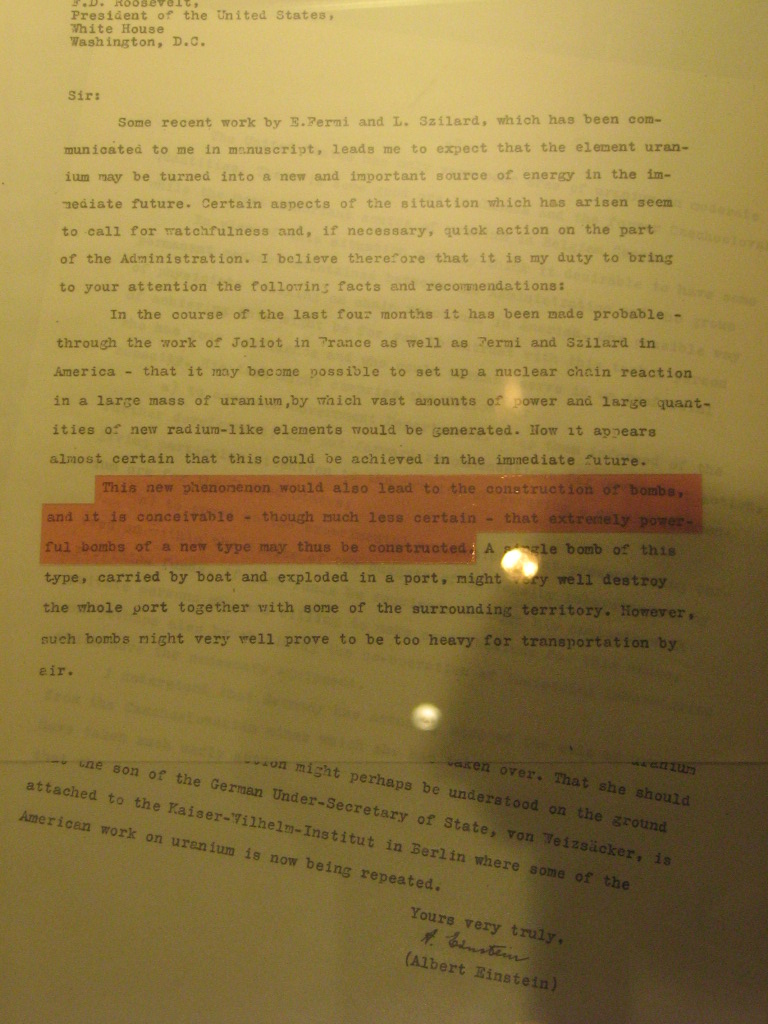 F.D. Roosevelt,
President of the United States,
White House
Washington, D.C.
Sir:
Some recent work by E.Fermi and L. Szilard, which has been com-
municated to me in manuscript, leads me to expect that the element uran-
ium may be turned into a new and important source of energy in the im-
mediate future. Certain aspects of the situation which has arisen seem
to call for watchfulness and, if necessary, quick action on the part
of the Administration. I believe therefore that it is my duty to bring
to your attention the following facts and recommendations:
In the course of the last four months it has been made probable -
through the work of Joliot in France as well as Fermi and Szilard in
America - that it may become possible to set up a nuclear chain reaction
in a large mass of uranium,by which vast amounts of power and large quant-
ities of new radium-like elements would be generated. Now it appears
almost certain that this could be achieved in the immediate future.
This new phenomenon would also lead to the construction of bombs,
and it is conceivable - though much less certain - that extremely power-
ful bombs of a new type may thus be constructed. A single bomb of this
type, carried by boat and exploded in a port, might very well destroy
the whole port together with some of the surrounding territory. However,
such bombs might very well prove to be too heavy for transportation by
air.
taken over. That she should
might perhaps be understood on the ground
the son of the German Under-Secretary of State, von Weizsäcker, is
attached to the Kaiser-Wilhelm-Institut in Berlin where some of the
American work on uranium is now being repeated.
Yours very truly,
A. Einstein
(Albert Einstein)